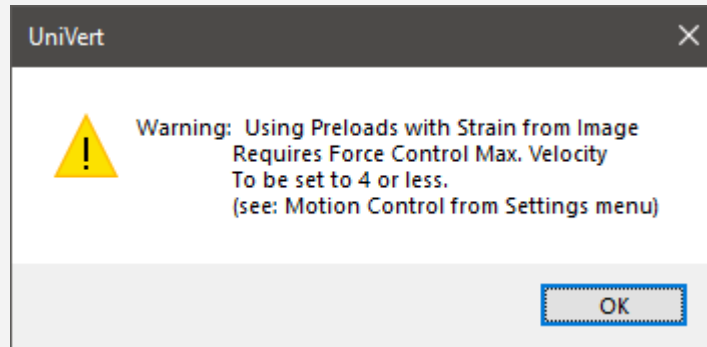 UniVert
Warning:  Using Preloads with Strain from Image
Requires Force Control Max. Velocity
To be set to 4 or less.
(see: Motion Control from Settings menu)
OK